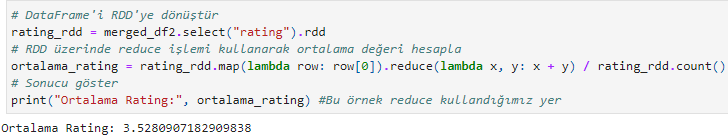 # DataFrame'i RDD'ye dönüştür
rating_rdd = merged_df2.select("rating").rdd
# RDD üzerinde reduce işlemi kullanarak ortalama değeri hesapla
ortalama_rating = rating_rdd.map(lambda row: row[0]).reduce(lambda x, y: x + y) / rating_rdd.count()
# Sonucu göster
print("Ortalama Rating:", ortalama_rating) #Bu örnek reduce kullandığımız yer
Ortalama Rating: 3.5280907182909838